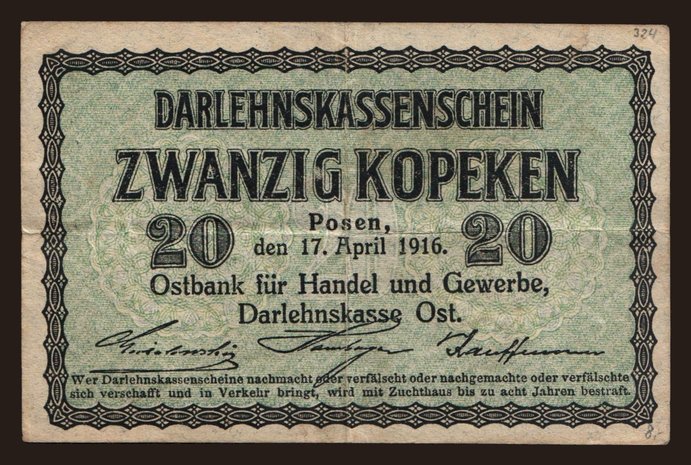 324
DARLEHNSKASSENSCHEIN
ZWANZIG KOPEKEN
20 Posen, 20
den 17. April 1916.
Ostbank für Handel und Gewerbe,
Darlehnskasse Ost.
Wer Darlehnskassenscheine nachmacht oder verfälscht oder nachgemachte oder verfälschte
sich verschafft und in Verkehr bringt, wird mit Zuchthaus bis zu acht Jahren bestraft.
8,-